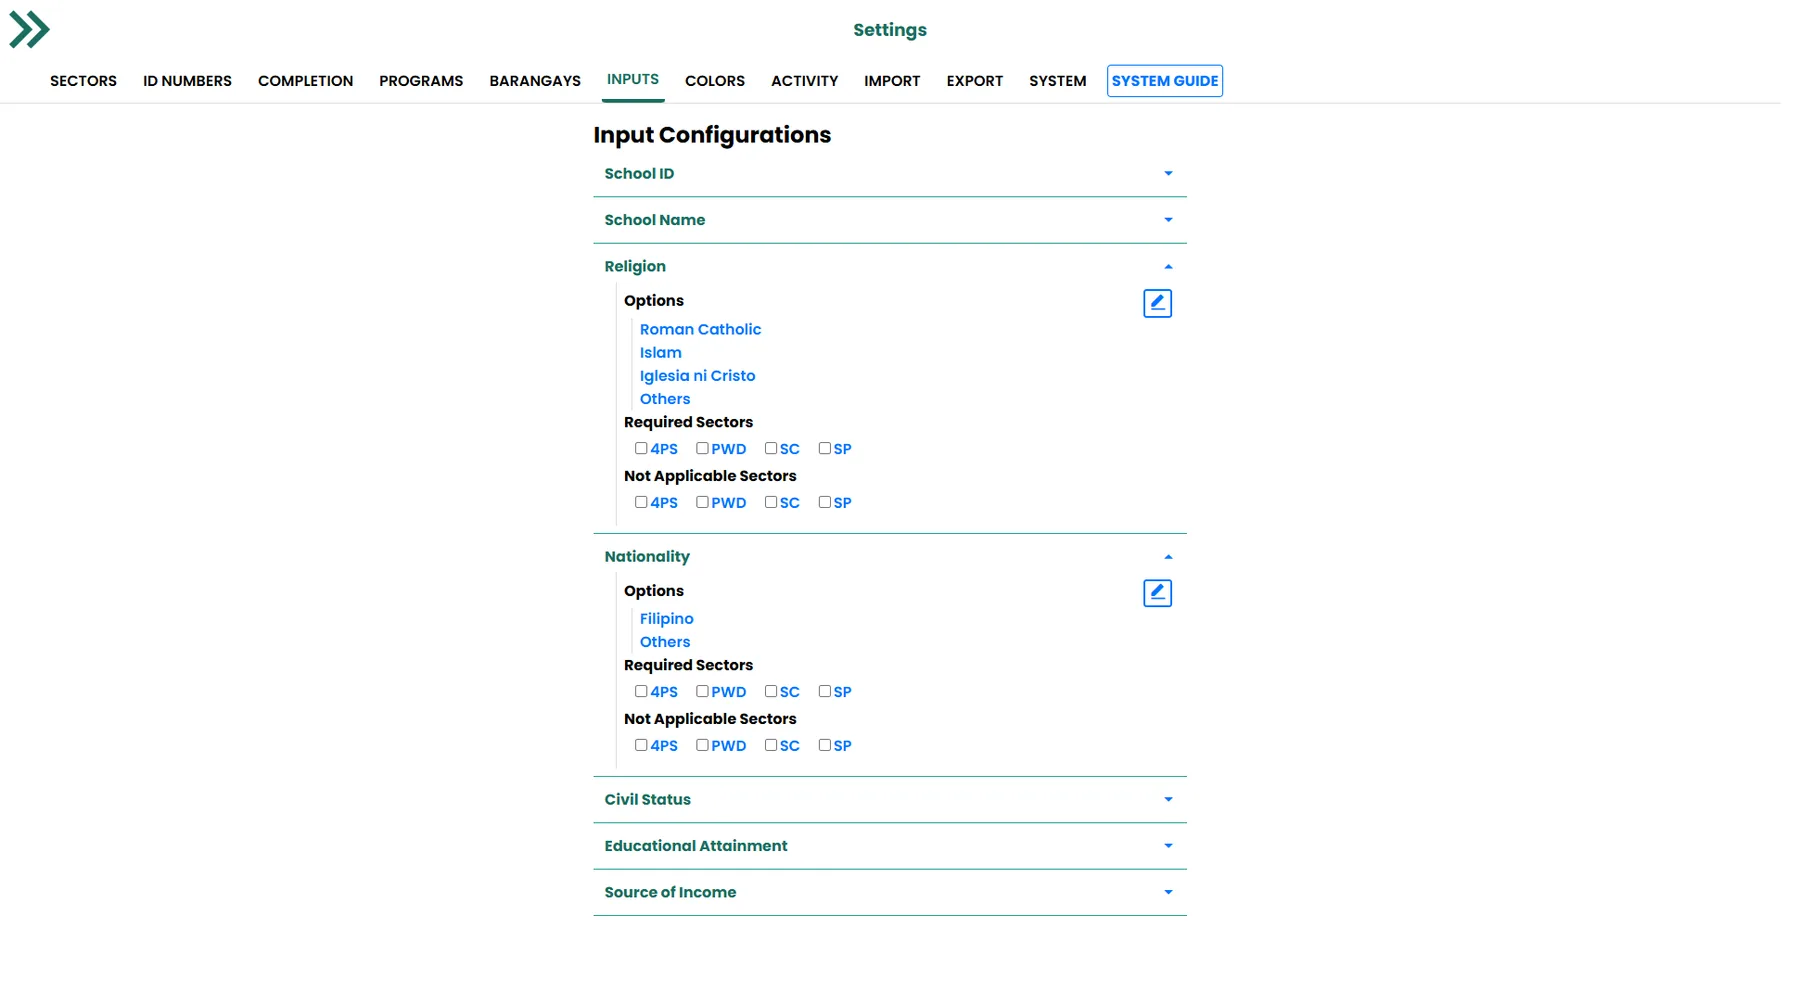 Settings
SECTORS ID NUMBERS COMPLETION PROGRAMS BARANGAYS INPUTS COLORS ACTIVITY IMPORT EXPORT SYSTEM SYSTEM GUIDE
Input Configurations
School ID
School Name
Religion
Options
Roman Catholic
Islam
Iglesia ni Cristo
Others
Required Sectors
4PS PWD SC SP
Not Applicable Sectors
4PS PWD SC SP
Nationality
Options
Filipino
Others
Required Sectors
4PS PWD SC SP
Not Applicable Sectors
4PS PWD SC SP
Civil Status
Educational Attainment
Source of Income